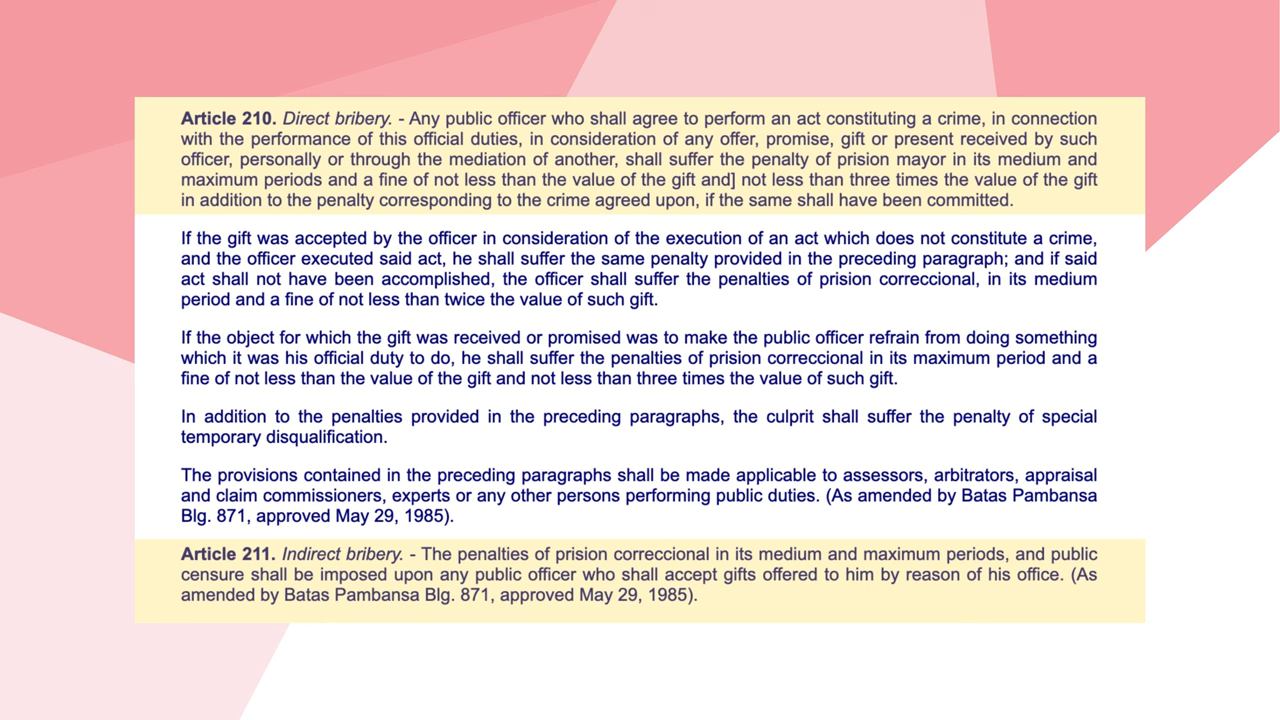 Article 210. Direct bribery. - Any public officer who shall agree to perform an act constituting a crime, in connection
with the performance of this official duties, in consideration of any offer, promise, gift or present received by such
officer, personally or through the mediation of another, shall suffer the penalty of prision mayor in its medium and
maximum periods and a fine of not less than the value of the gift and] not less than three times the value of the gift
in addition to the penalty corresponding to the crime agreed upon, if the same shall have been committed.
If the gift was accepted by the officer in consideration of the execution of an act which does not constitute a crime,
and the officer executed said act, he shall suffer the same penalty provided in the preceding paragraph; and if said
act shall not have been accomplished, the officer shall suffer the penalties of prision correccional, in its medium
period and a fine of not less than twice the value of such gift.
If the object for which the gift was received or promised was to make the public officer refrain from doing something
which it was his official duty to do, he shall suffer the penalties of prision correccional in its maximum period and a
fine of not less than the value of the gift and not less than three times the value of such gift.
In addition to the penalties provided in the preceding paragraphs, the culprit shall suffer the penalty of special
temporary disqualification.
The provisions contained in the preceding paragraphs shall be made applicable to assessors, arbitrators, appraisal
and claim commissioners, experts or any other persons performing public duties. (As amended by Batas Pambansa
Blg. 871, approved May 29, 1985).
Article 211. Indirect bribery. - The penalties of prision correccional in its medium and maximum periods, and public
censure shall be imposed upon any public officer who shall accept gifts offered to him by reason of his office. (As
amended by Batas Pambansa Blg. 871, approved May 29, 1985).